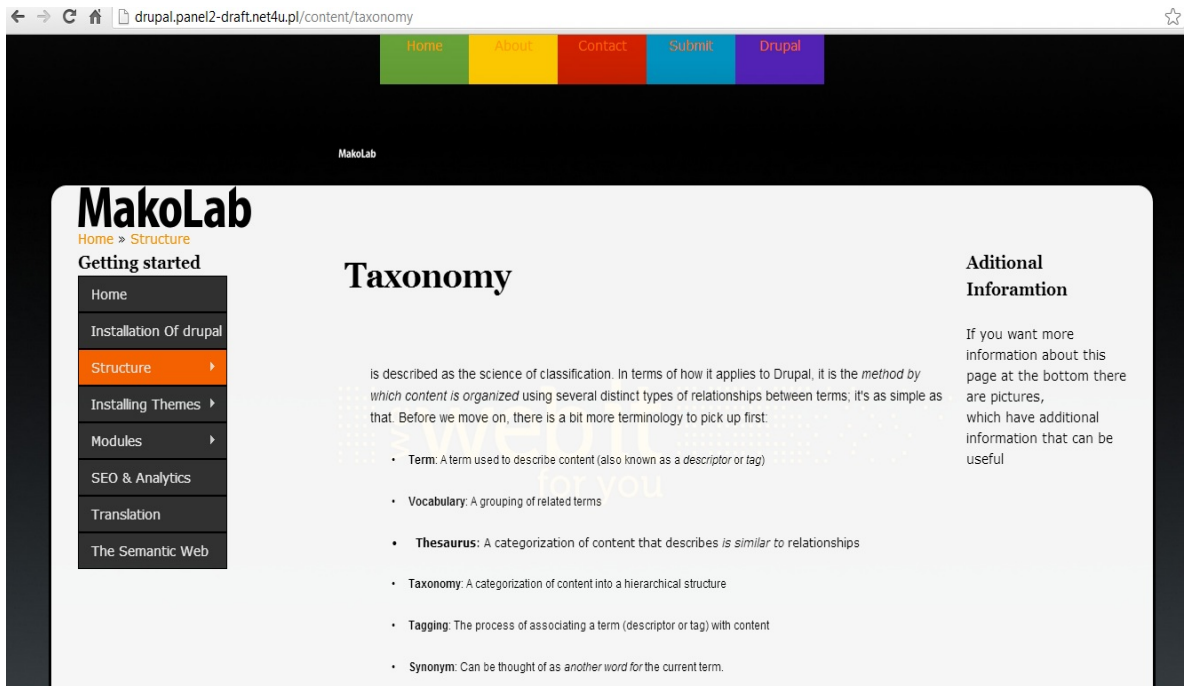 drupal.panel2-draft.net4u.pl/content/taxonomy
Home About Contact Submit Drupal
MakoLab
MakoLab
Home » Structure
Getting started
Home
Installation Of drupal
Structure
Installing Themes
Modules
SEO & Analytics
Translation
The Semantic Web
Taxonomy
is described as the science of classification. In terms of how it applies to Drupal, it is the method by
which content is organized using several distinct types of relationships between terms; it's as simple as
that. Before we move on, there is a bit more terminology to pick up first:
web it
for you
• Term: A term used to describe content (also known as a descriptor or tag)
• Vocabulary: A grouping of related terms
• Thesaurus: A categorization of content that describes is similar to relationships
• Taxonomy: A categorization of content into a hierarchical structure
• Tagging: The process of associating a term (descriptor or tag) with content
• Synonym: Can be thought of as another word for the current term.
Aditional
Inforamtion
If you want more
information about this
page at the bottom there
are pictures,
which have additional
information that can be
useful